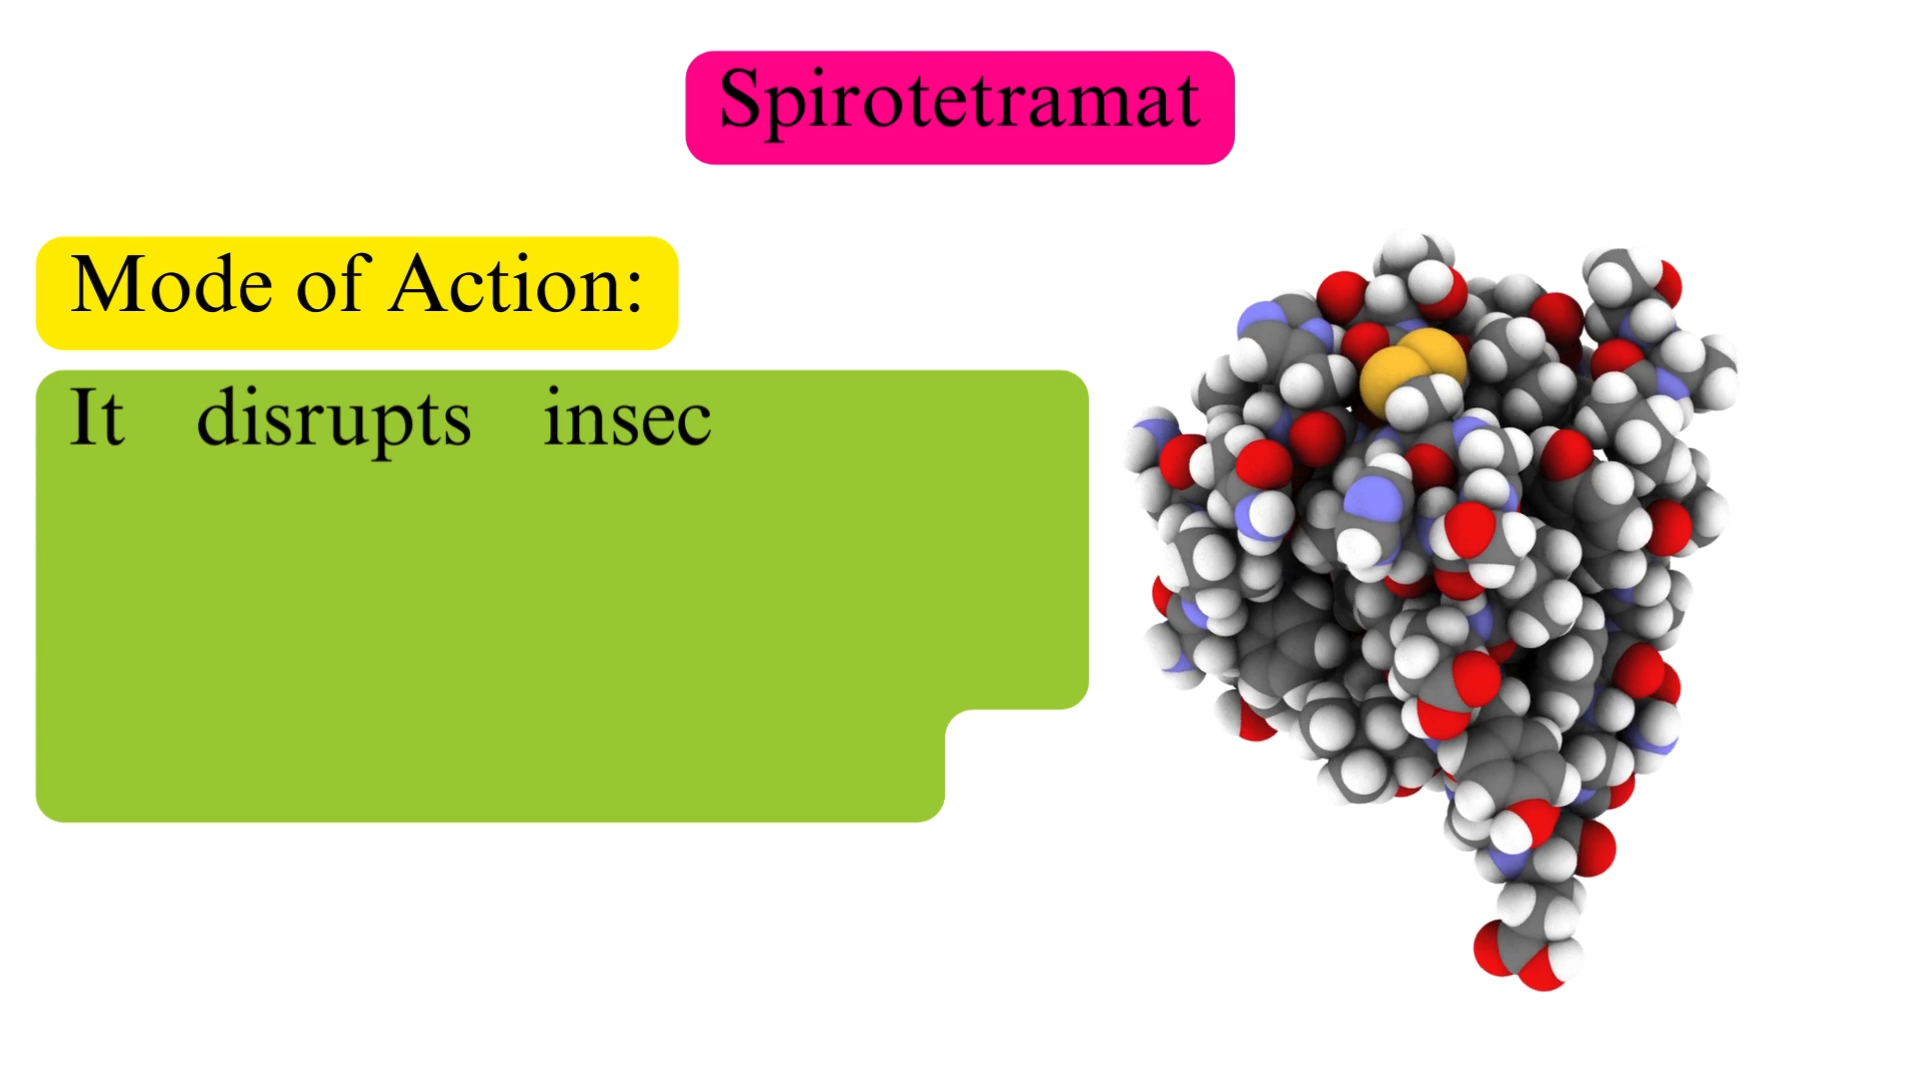 Spirotetramat
Mode of Action:
It disrupts insec